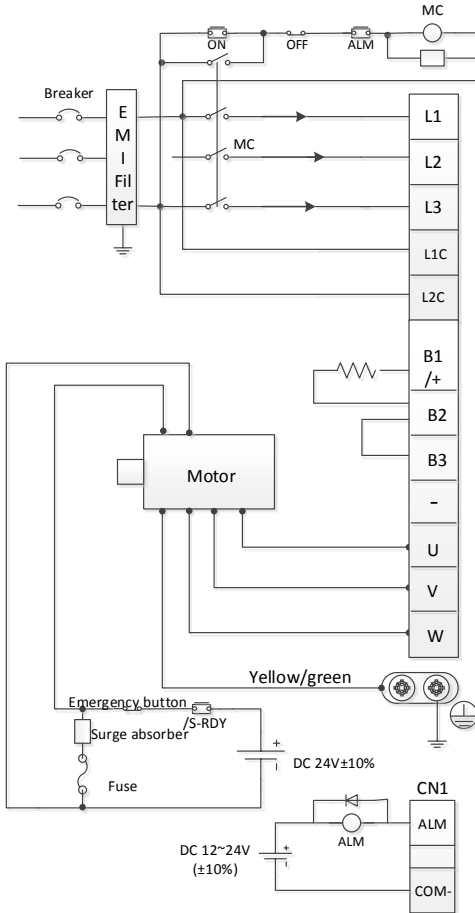 MC
ON
OFF
ALM
Breaker
E
M
I
Fil
ter
MC
L1
L2
L3
L1C
L2C
B1
/+
B2
B3
-
U
V
W
Motor
Yellow/green
Emergency button
/S-RDY
Surge absorber
Fuse
+
-
DC 24V±10%
CN1
ALM
COM-
ALM
DC 12~24V
(±10%)
+
-